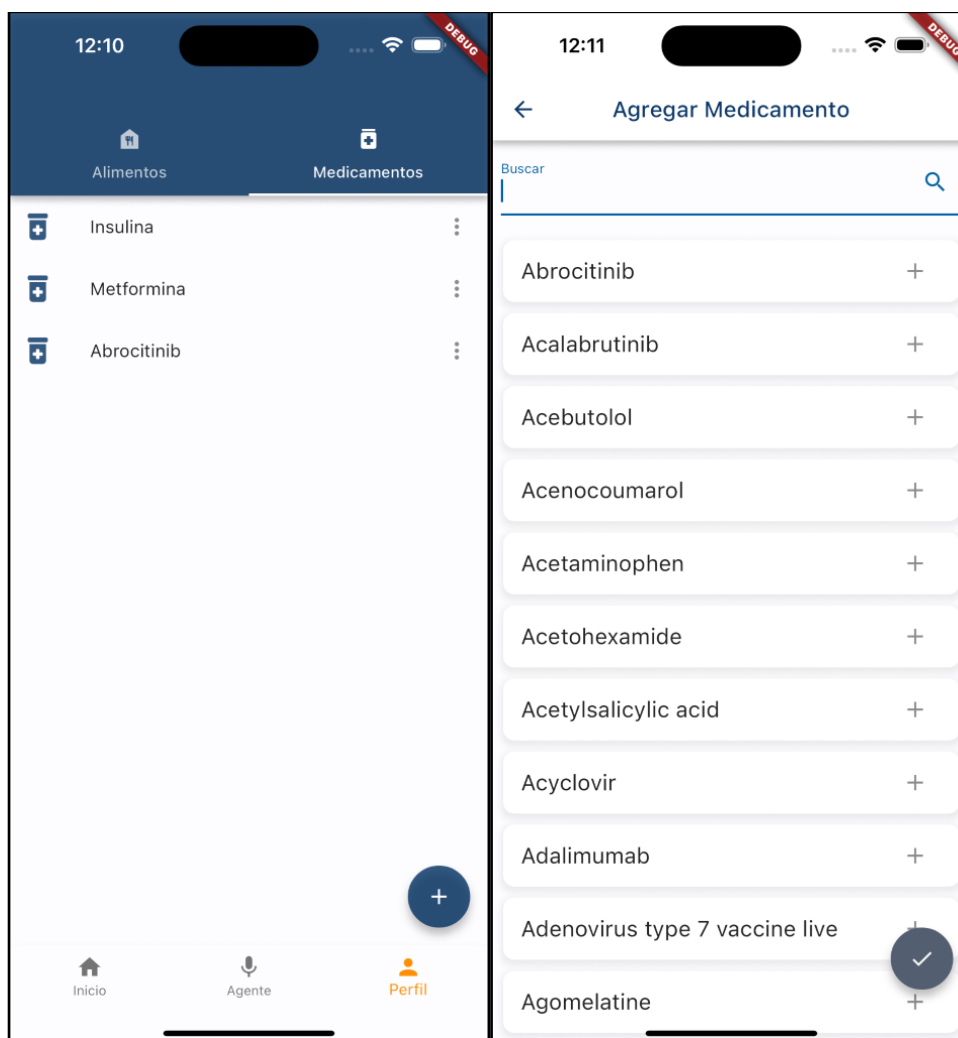 12:10
DEBUG
Alimentos
Medicamentos
Insulina
Metformina
Abrocitinib
Inicio
Agente
Perfil
12:11
DEBUG
Agregar Medicamento
Buscar
Abrocitinib
Acalabrutinib
Acebutolol
Acenocoumarol
Acetaminophen
Acetohexamide
Acetylsalicylic acid
Acyclovir
Adalimumab
Adenovirus type 7 vaccine live
Agomelatine